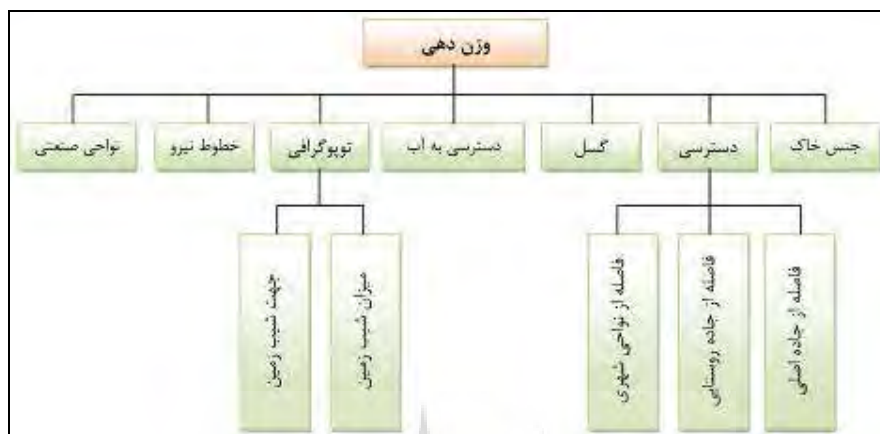 وزن دهی
جنس خاک
دسترسی
گسل
دسترسی به آب
توپوگرافی
خطوط نیرو
نواحی صنعتی
فاصله از جاده اصلی
فاصله از جاده روستایی
فاصله از نواحی شهری
میزان شیب زمین
جهت شیب زمین